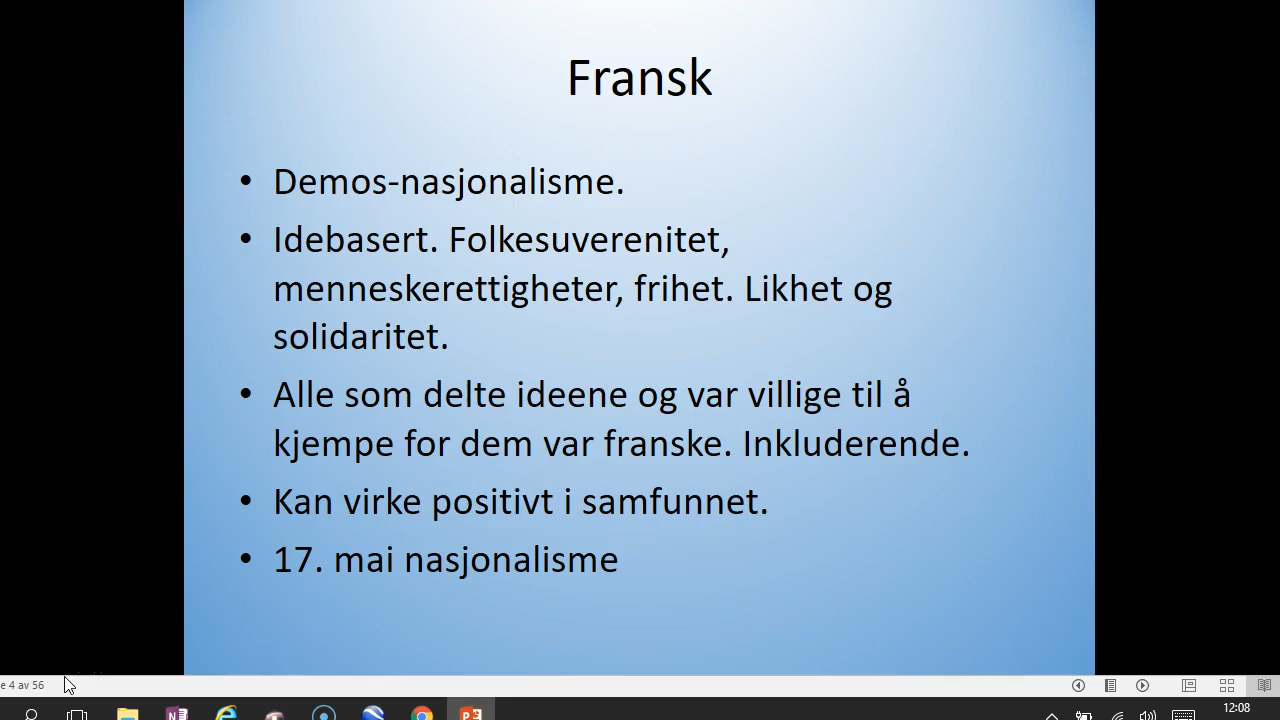 Fransk
• Demos-nasjonalisme.
• Idebasert. Folkesuverenitet,
menneskerettigheter, frihet. Likhet og
solidaritet.
• Alle som delte ideene og var villige til å
kjempe for dem var franske. Inkluderende.
• Kan virke positivt i samfunnet.
• 17. mai nasjonalisme
e 4 av 56
12:08